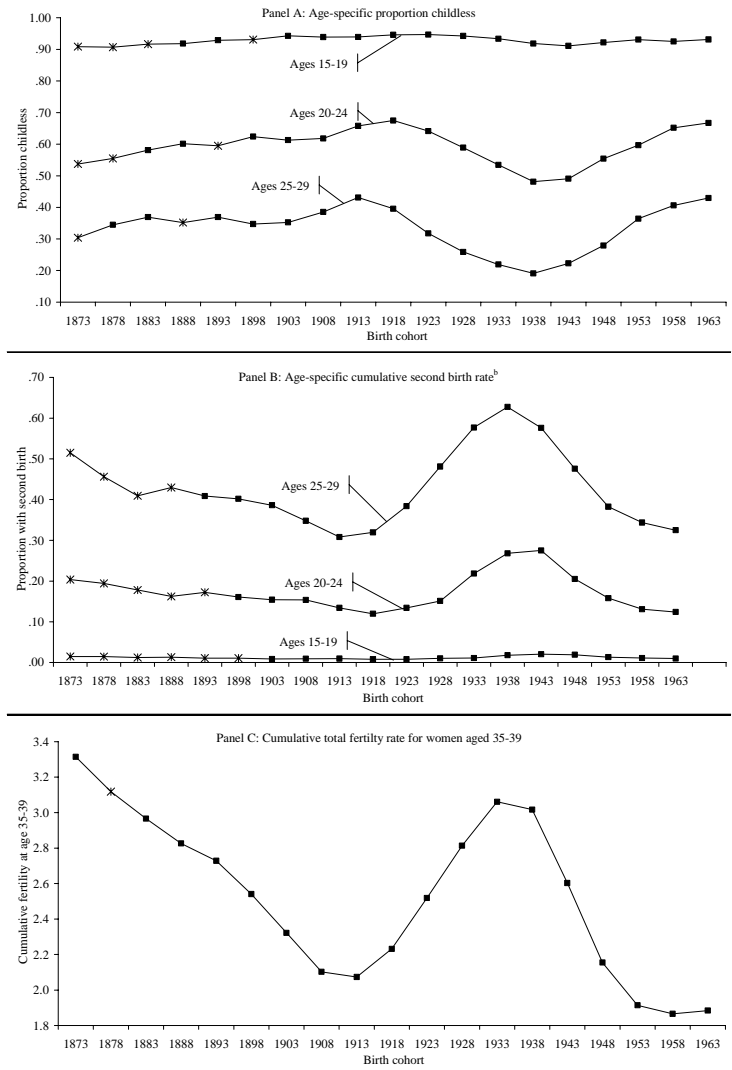 Panel A: Age-specific proportion childless
1.00
.90
.80
.70
.60
.50
.40
.30
.20
.10
Proportion childless
Ages 15-19
Ages 20-24
Ages 25-29
1873 1878 1883 1888 1893 1898 1903 1908 1913 1918 1923 1928 1933 1938 1943 1948 1953 1958 1963
Birth cohort
Panel B: Age-specific cumulative second birth rateᵇ
.70
.60
.50
.40
.30
.20
.10
.00
Proportion with second birth
Ages 25-29
Ages 20-24
Ages 15-19
1873 1878 1883 1888 1893 1898 1903 1908 1913 1918 1923 1928 1933 1938 1943 1948 1953 1958 1963
Birth cohort
Panel C: Cumulative total fertilty rate for women aged 35-39
3.4
3.2
3.0
2.8
2.6
2.4
2.2
2.0
1.8
Cumulative fertility at age 35-39
1873 1878 1883 1888 1893 1898 1903 1908 1913 1918 1923 1928 1933 1938 1943 1948 1953 1958 1963
Birth cohort